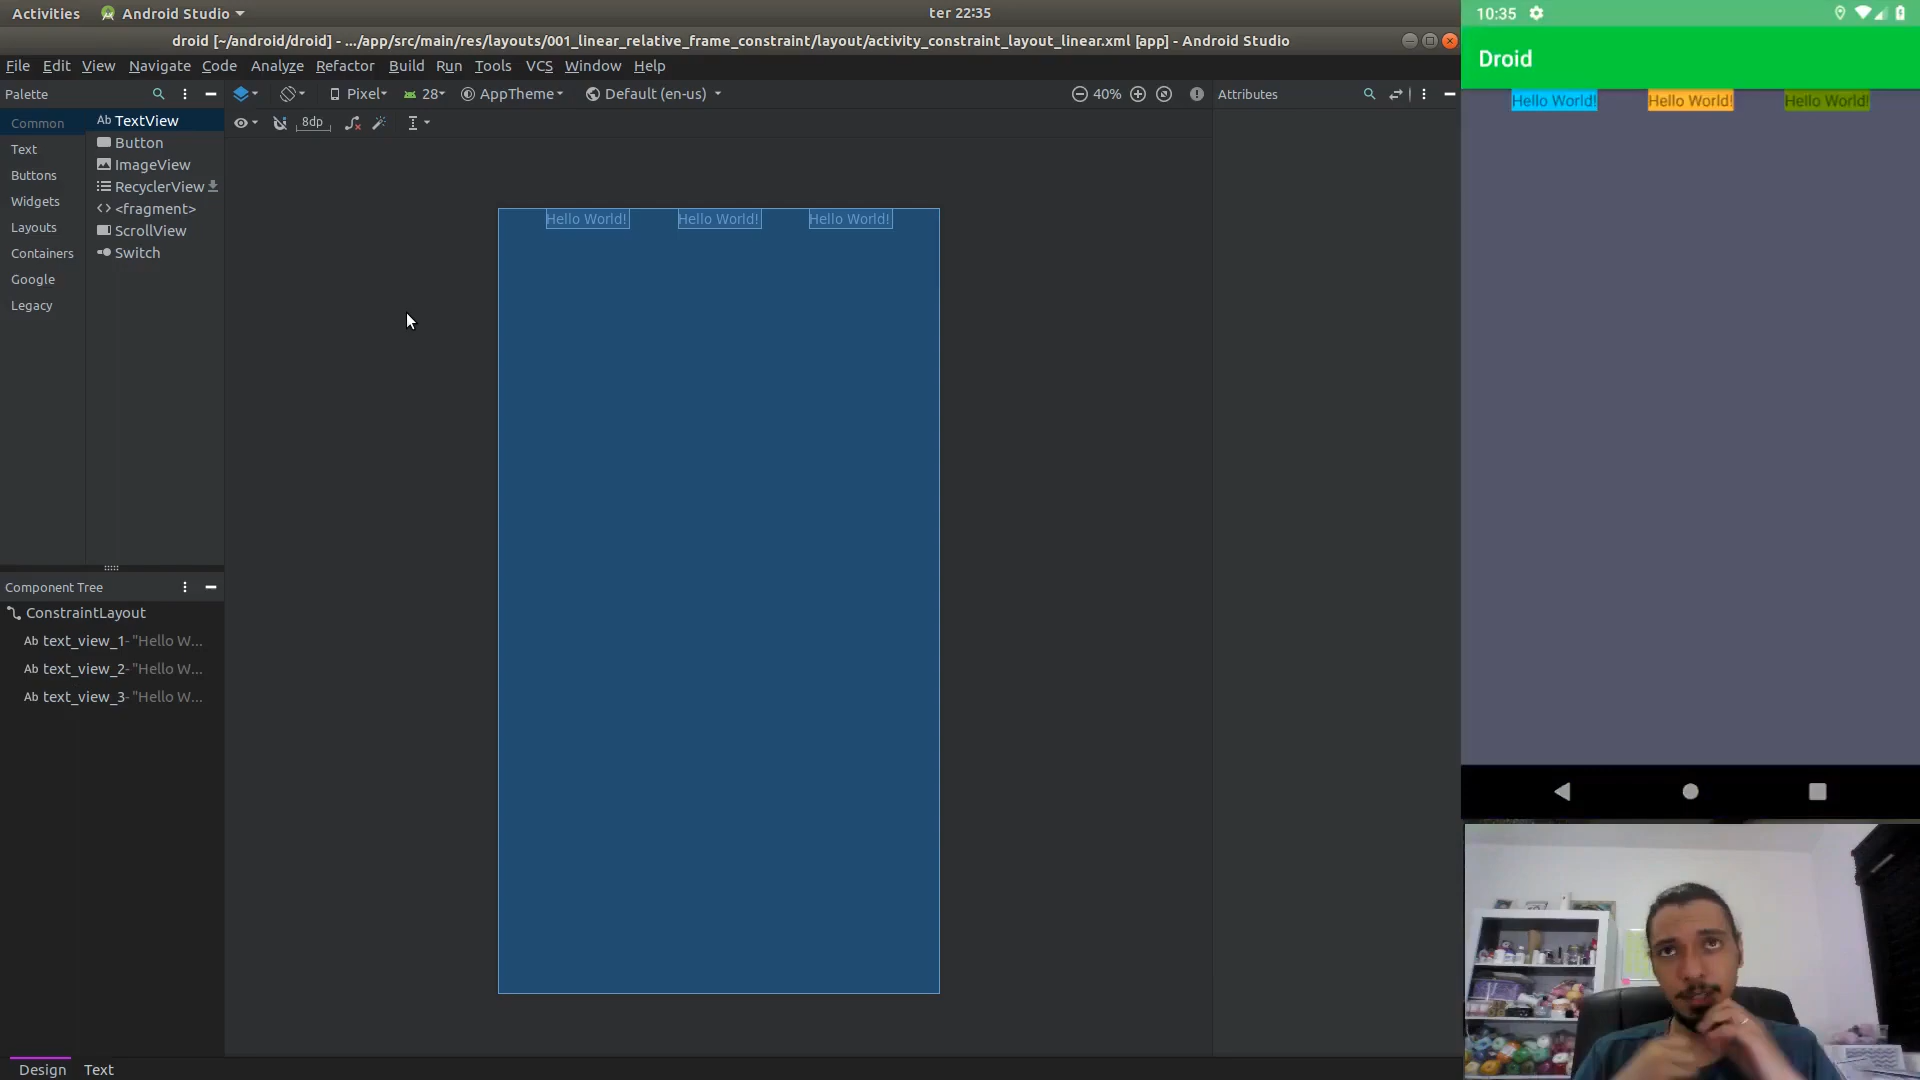 Activities Android Studio ter 22:35
droid [~/android/droid] - .../app/src/main/res/layouts/001_linear_relative_frame_constraint/layout/activity_constraint_layout_linear.xml [app] - Android Studio
File Edit View Navigate Code Analyze Refactor Build Run Tools VCS Window Help
Palette
Pixel 28 AppTheme Default (en-us) 40%
Attributes
8dp
Common
Text
Buttons
Widgets
Layouts
Containers
Google
Legacy
Ab TextView
Button
ImageView
RecyclerView
<> <fragment>
ScrollView
Switch
Hello World! Hello World! Hello World!
Component Tree
ConstraintLayout
Ab text_view_1- "Hello W...
Ab text_view_2- "Hello W...
Ab text_view_3- "Hello W...
Design Text
10:35
Droid
Hello World! Hello World! Hello World!